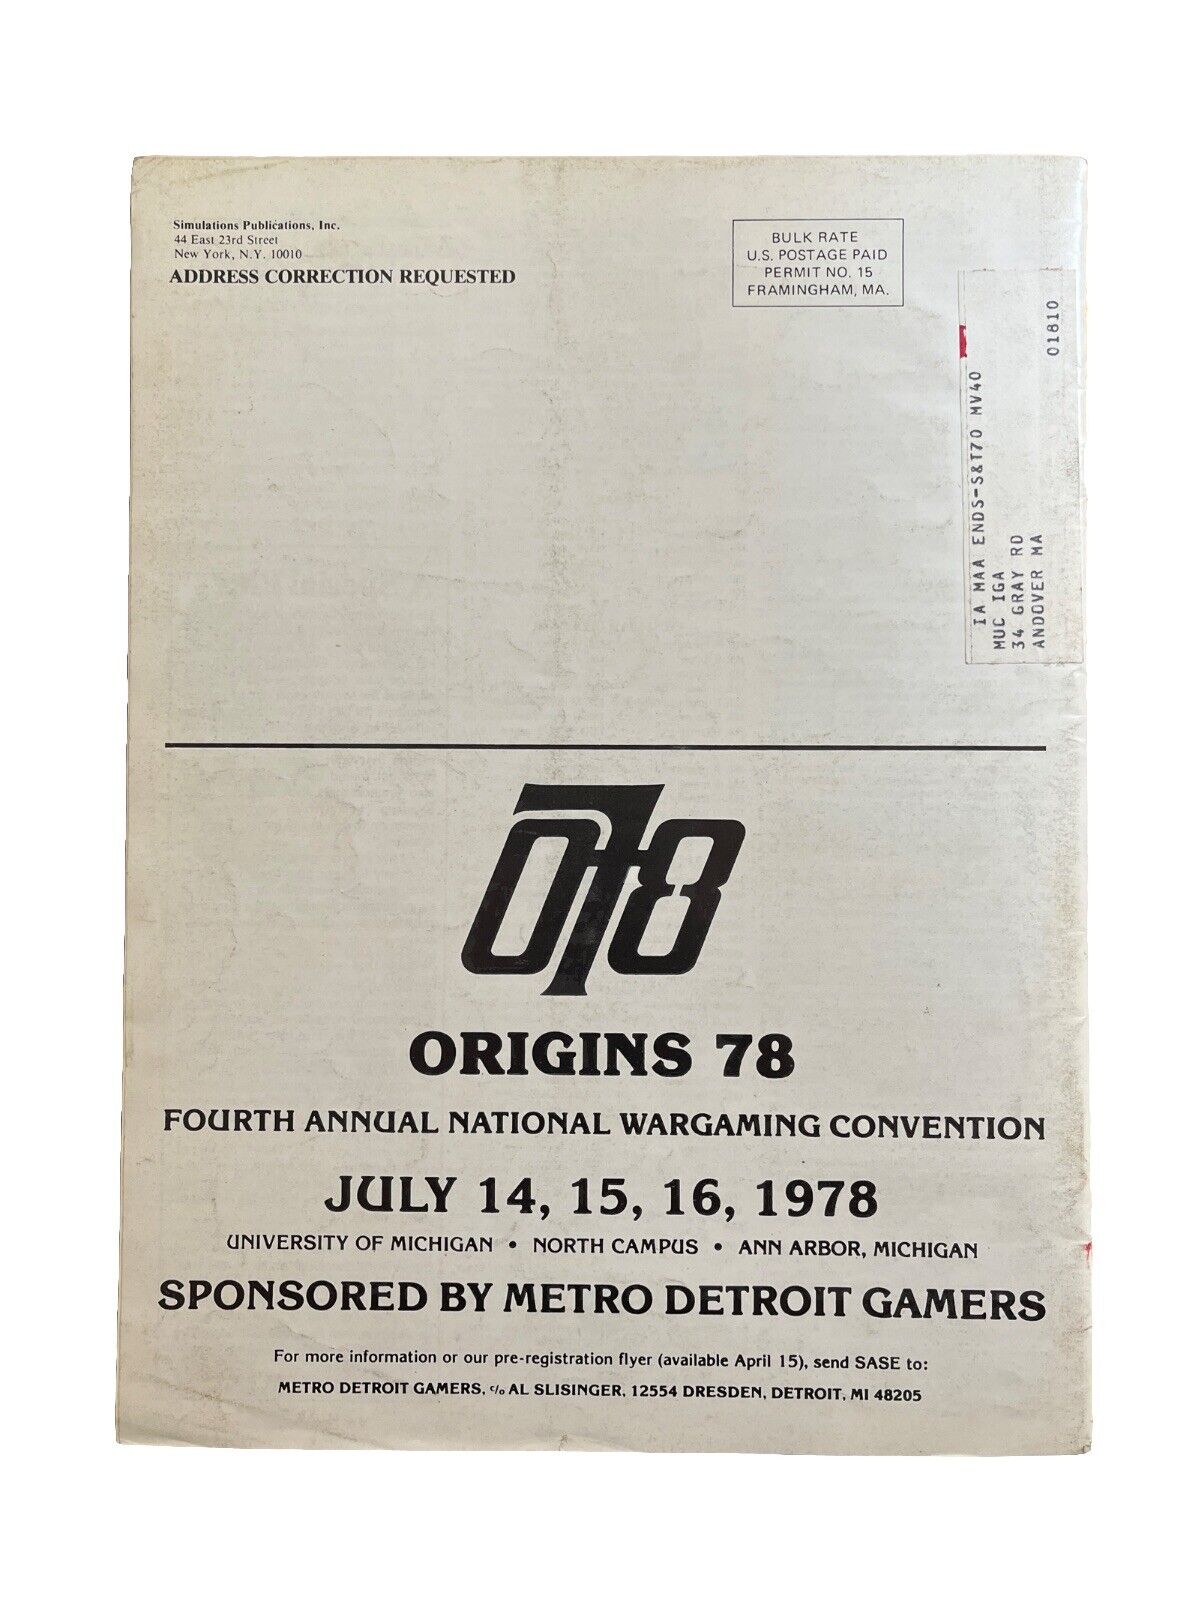 Simulations Publications, Inc.
44 East 23rd Street
New York, N.Y. 10010
ADDRESS CORRECTION REQUESTED
BULK RATE
U.S. POSTAGE PAID
PERMIT NO. 15
FRAMINGHAM, MA.
IA MAA ENDS-S&T70 MV40
MUC IGA
34 GRAY RD
ANDOVER MA 01810
O78
ORIGINS 78
FOURTH ANNUAL NATIONAL WARGAMING CONVENTION
JULY 14, 15, 16, 1978
UNIVERSITY OF MICHIGAN • NORTH CAMPUS • ANN ARBOR, MICHIGAN
SPONSORED BY METRO DETROIT GAMERS
For more information or our pre-registration flyer (available April 15), send SASE to:
METRO DETROIT GAMERS, c/o AL SLISINGER, 12554 DRESDEN, DETROIT, MI 48205